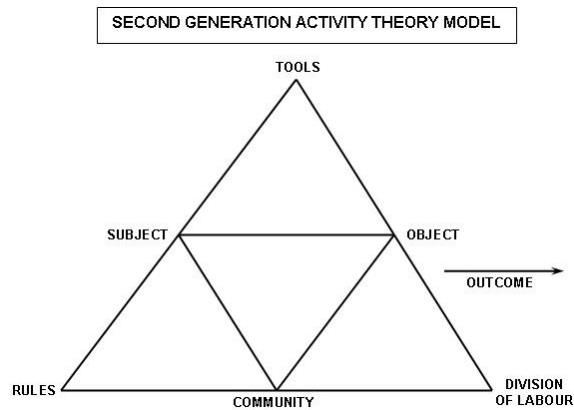 SECOND GENERATION ACTIVITY THEORY MODEL
TOOLS
SUBJECT
OBJECT
OUTCOME
RULES
COMMUNITY
DIVISION
OF LABOUR